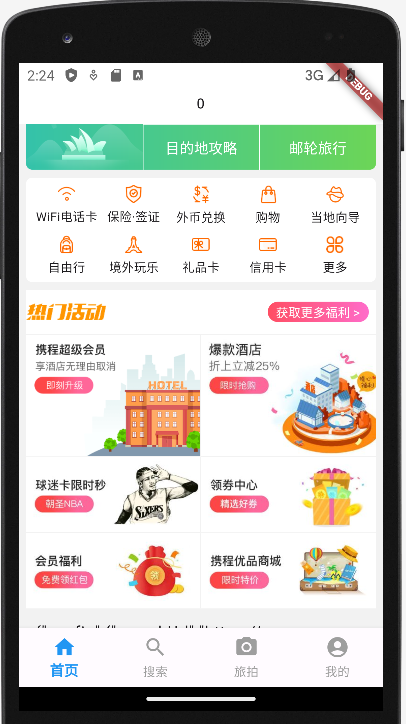 2:24
3G
DEBUG
0
目的地攻略
邮轮旅行
WiFi电话卡 保险·签证 外币兑换 购物 当地向导
自由行 境外玩乐 礼品卡 信用卡 更多
热门活动
获取更多福利 >
携程超级会员
享酒店无理由取消
即刻升级
HOTEL
爆款酒店
折上立减25%
限时抢购
球迷卡限时秒
朝圣NBA
SIXERS
领券中心
精选好券
会员福利
免费领红包
携程优品商城
限时特价
首页 搜索 旅拍 我的